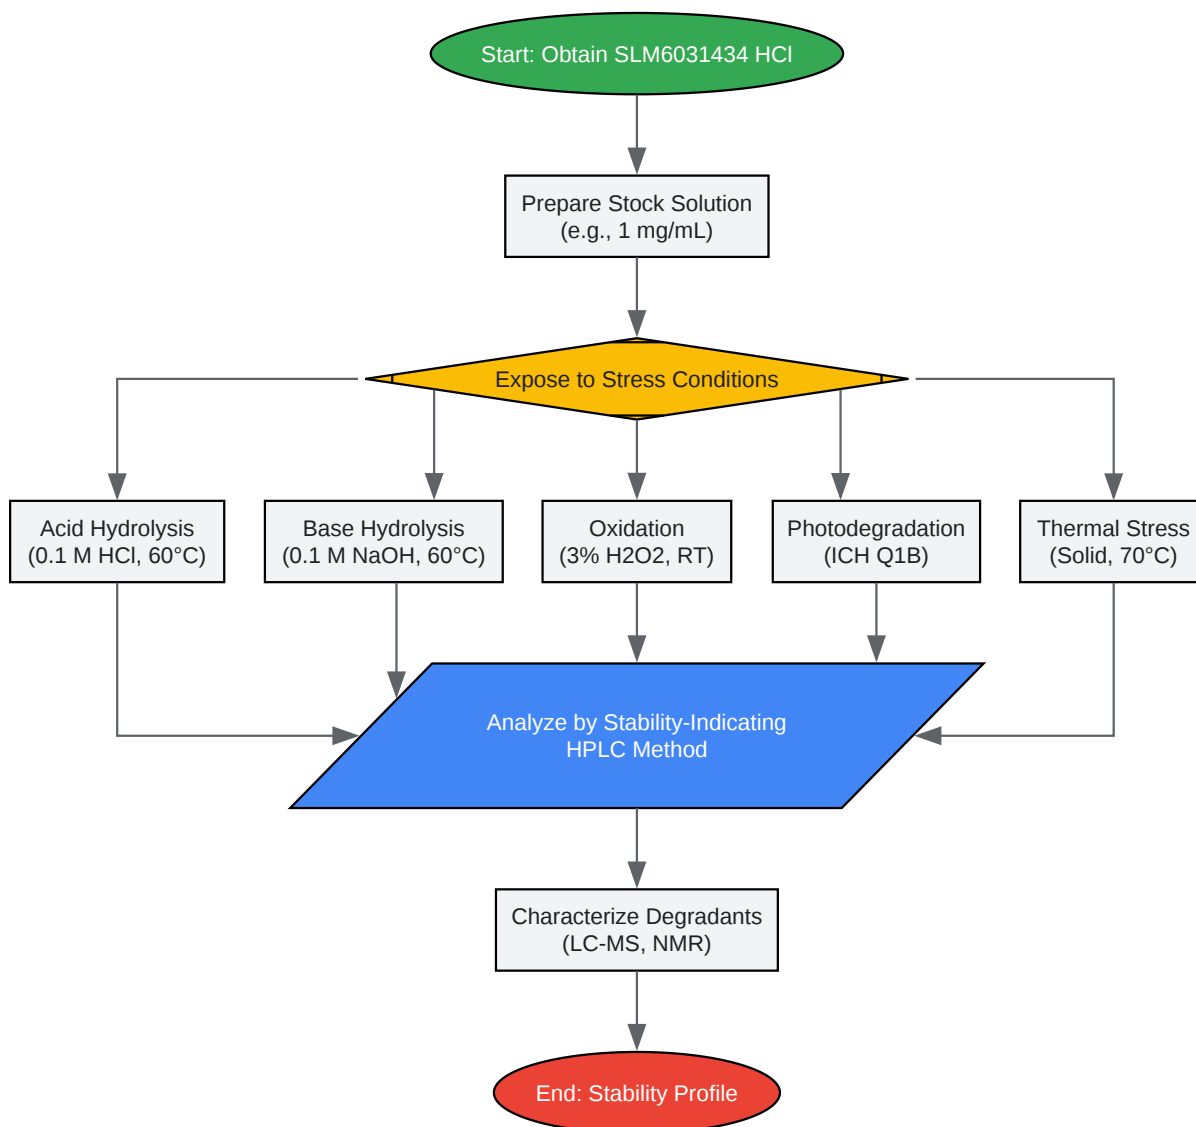 Start: Obtain SLM6031434 HCl
Prepare Stock Solution
(e.g., 1 mg/mL)
Expose to Stress Conditions
Acid Hydrolysis
(0.1 M HCl, 60°C)
Base Hydrolysis
(0.1 M NaOH, 60°C)
Oxidation
(3% H2O2, RT)
Photodegradation
(ICH Q1B)
Thermal Stress
(Solid, 70°C)
Analyze by Stability-Indicating
HPLC Method
Characterize Degradants
(LC-MS, NMR)
End: Stability Profile